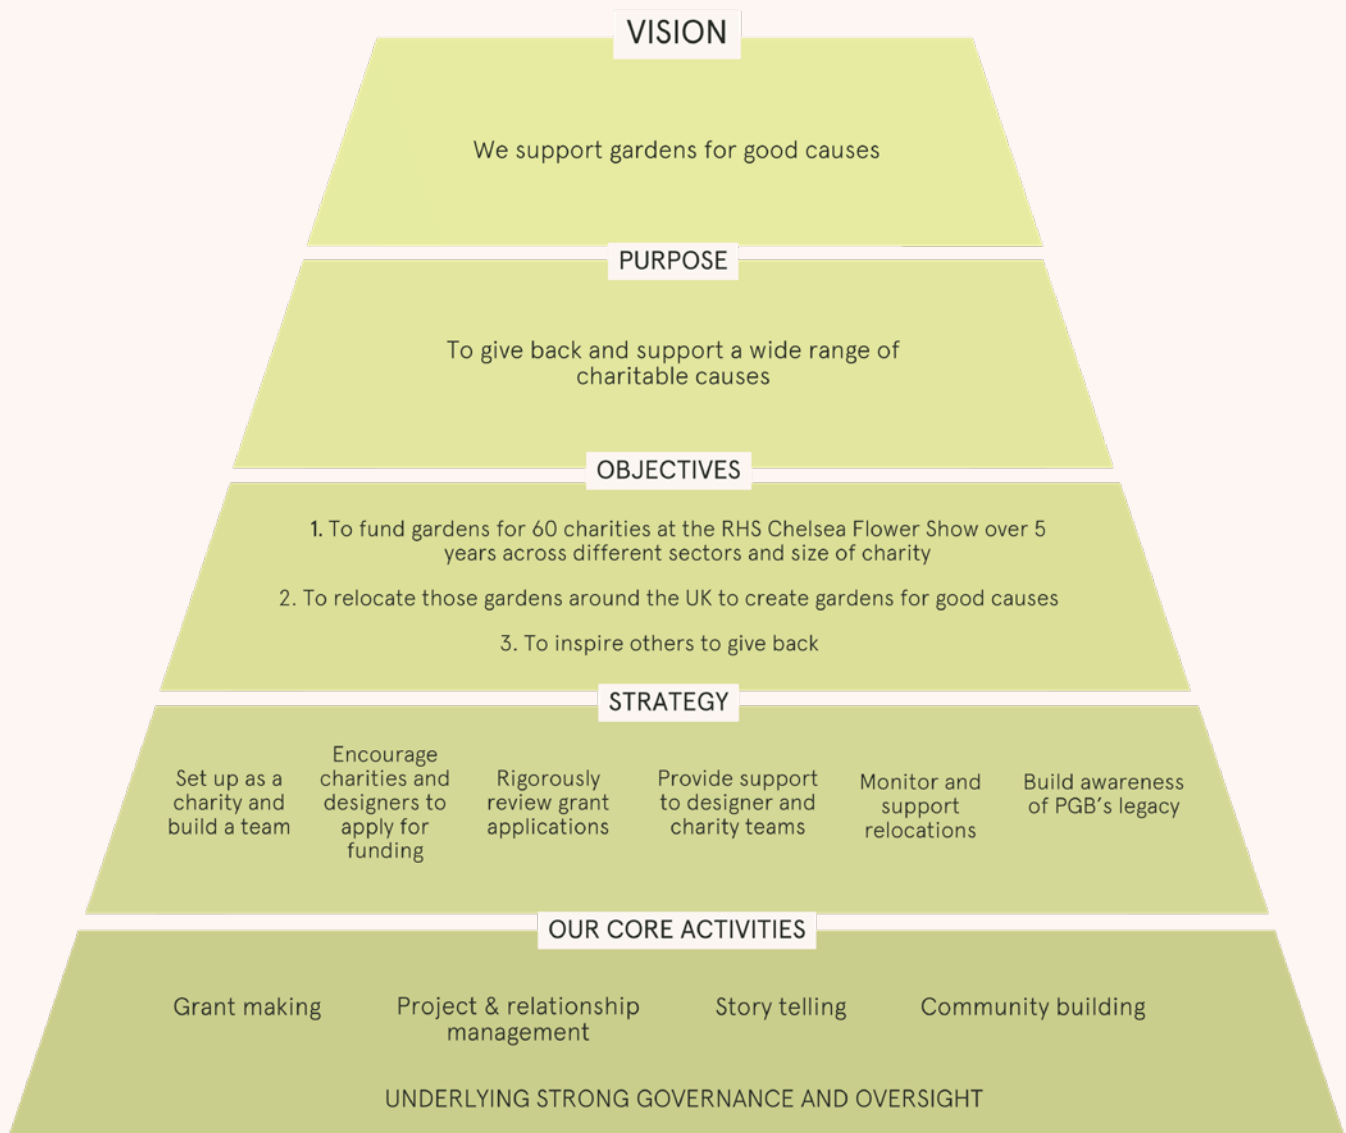 VISION
We support gardens for good causes
PURPOSE
To give back and support a wide range of
charitable causes
OBJECTIVES
1. To fund gardens for 60 charities at the RHS Chelsea Flower Show over 5
years across different sectors and size of charity
2. To relocate those gardens around the UK to create gardens for good causes
3. To inspire others to give back
STRATEGY
Set up as a
charity and
build a team
Encourage
charities and
designers to
apply for
funding
Rigorously
review grant
applications
Provide support
to designer and
charity teams
Monitor and
support
relocations
Build awareness
of PGB’s legacy
OUR CORE ACTIVITIES
Grant making
Project & relationship
management
Story telling
Community building
UNDERLYING STRONG GOVERNANCE AND OVERSIGHT